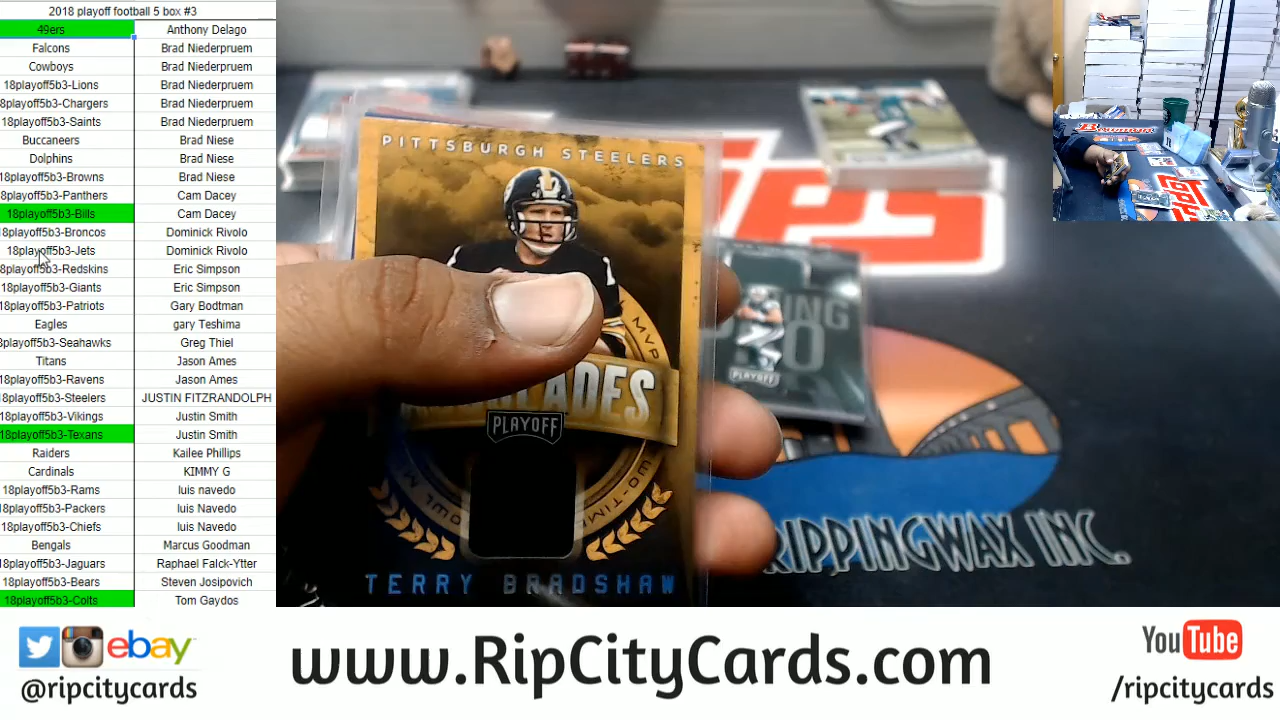 2018 playoff football 5 box #3
49ers Anthony Delago
Falcons Brad Niederpruem
Cowboys Brad Niederpruem
18playoff5b3-Lions Brad Niederpruem
8playoff5b3-Chargers Brad Niederpruem
18playoff5b3-Saints Brad Niederpruem
Buccaneers Brad Niese
Dolphins Brad Niese
18playoff5b3-Browns Brad Niese
8playoff5b3-Panthers Cam Dacey
18playoff5b3-Bills Cam Dacey
18playoff5b3-Broncos Dominick Rivolo
18playoff5b3-Jets Dominick Rivolo
8playoff5b3-Redskins Eric Simpson
18playoff5b3-Giants Eric Simpson
18playoff5b3-Patriots Gary Bodtman
Eagles gary Teshima
8playoff5b3-Seahawks Greg Thiel
Titans Jason Ames
18playoff5b3-Ravens Jason Ames
18playoff5b3-Steelers JUSTIN FITZRANDOLPH
18playoff5b3-Vikings Justin Smith
18playoff5b3-Texans Justin Smith
Raiders Kailee Phillips
Cardinals KIMMY G
18playoff5b3-Rams luis navedo
18playoff5b3-Packers luis Navedo
18playoff5b3-Chiefs luis Navedo
Bengals Marcus Goodman
18playoff5b3-Jaguars Raphael Falck-Ytter
18playoff5b3-Bears Steven Josipovich
18playoff5b3-Colts Tom Gaydos
PITTSBURGH STEELERS
MVP
PLAYOFF
TERRY BRADSHAW
PLAYOFF
RIPPINGWAX INC.
ebay
@ripcitycards
www.RipCityCards.com
YouTube
/ripcitycards